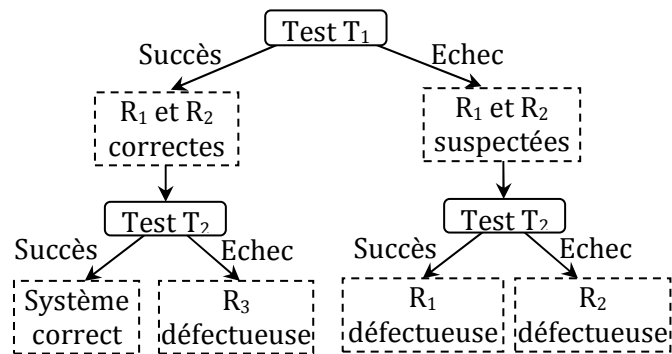 Test T₁
Succès
Echec
R₁ et R₂
correctes
R₁ et R₂
suspectées
Test T₂
Test T₂
Succès
Echec
Succès
Echec
Système
correct
R₃
défectueuse
R₁
défectueuse
R₂
défectueuse